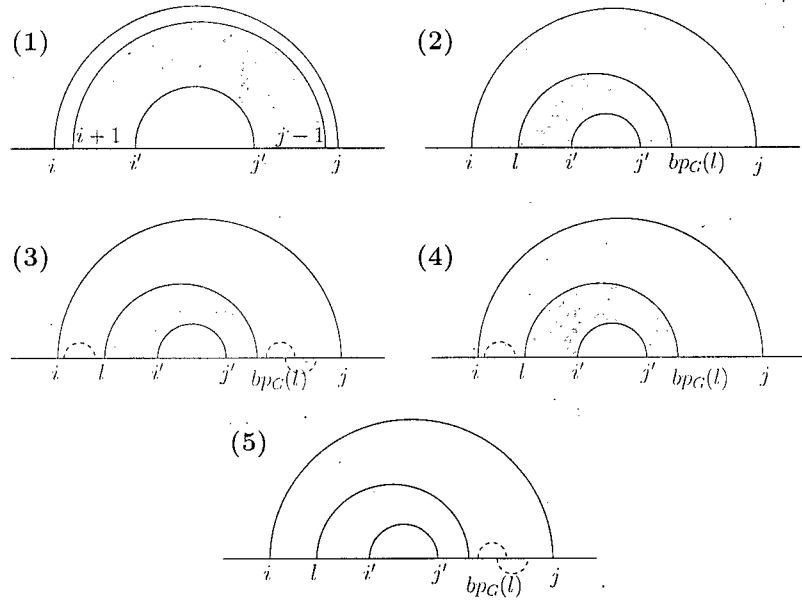 (1)
i + 1 j − 1
i i' j' j
(2)
i l i' j' bp_G(l) j
(3)
i l i' j' bp_G(l) j
(4)
i l i' j' bp_G(l) j
(5)
i l i' j' bp_G(l) j